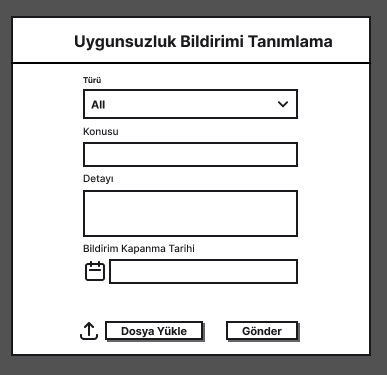 Uygunsuzluk Bildirimi Tanımlama
Türü
All
Konusu
Detayı
Bildirim Kapanma Tarihi
Dosya Yükle
Gönder